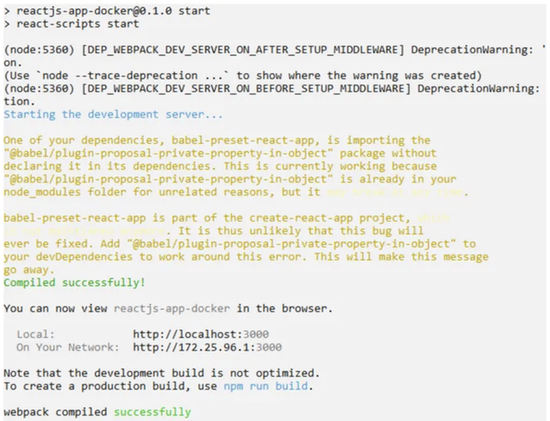 > reactjs-app-docker@0.1.0 start
> react-scripts start
(node:5360) [DEP_WEBPACK_DEV_SERVER_ON_AFTER_SETUP_MIDDLEWARE] DeprecationWarning: '
on.
(Use `node --trace-deprecation ...` to show where the warning was created)
(node:5360) [DEP_WEBPACK_DEV_SERVER_ON_BEFORE_SETUP_MIDDLEWARE] DeprecationWarning:
tion.
Starting the development server...
One of your dependencies, babel-preset-react-app, is importing the
"@babel/plugin-proposal-private-property-in-object" package without
declaring it in its dependencies. This is currently working because
"@babel/plugin-proposal-private-property-in-object" is already in your
node_modules folder for unrelated reasons, but it
babel-preset-react-app is part of the create-react-app project,
. It is thus unlikely that this bug will
ever be fixed. Add "@babel/plugin-proposal-private-property-in-object" to
your devDependencies to work around this error. This will make this message
go away.
Compiled successfully!
You can now view reactjs-app-docker in the browser.
Local: http://localhost:3000
On Your Network: http://172.25.96.1:3000
Note that the development build is not optimized.
To create a production build, use npm run build.
webpack compiled successfully